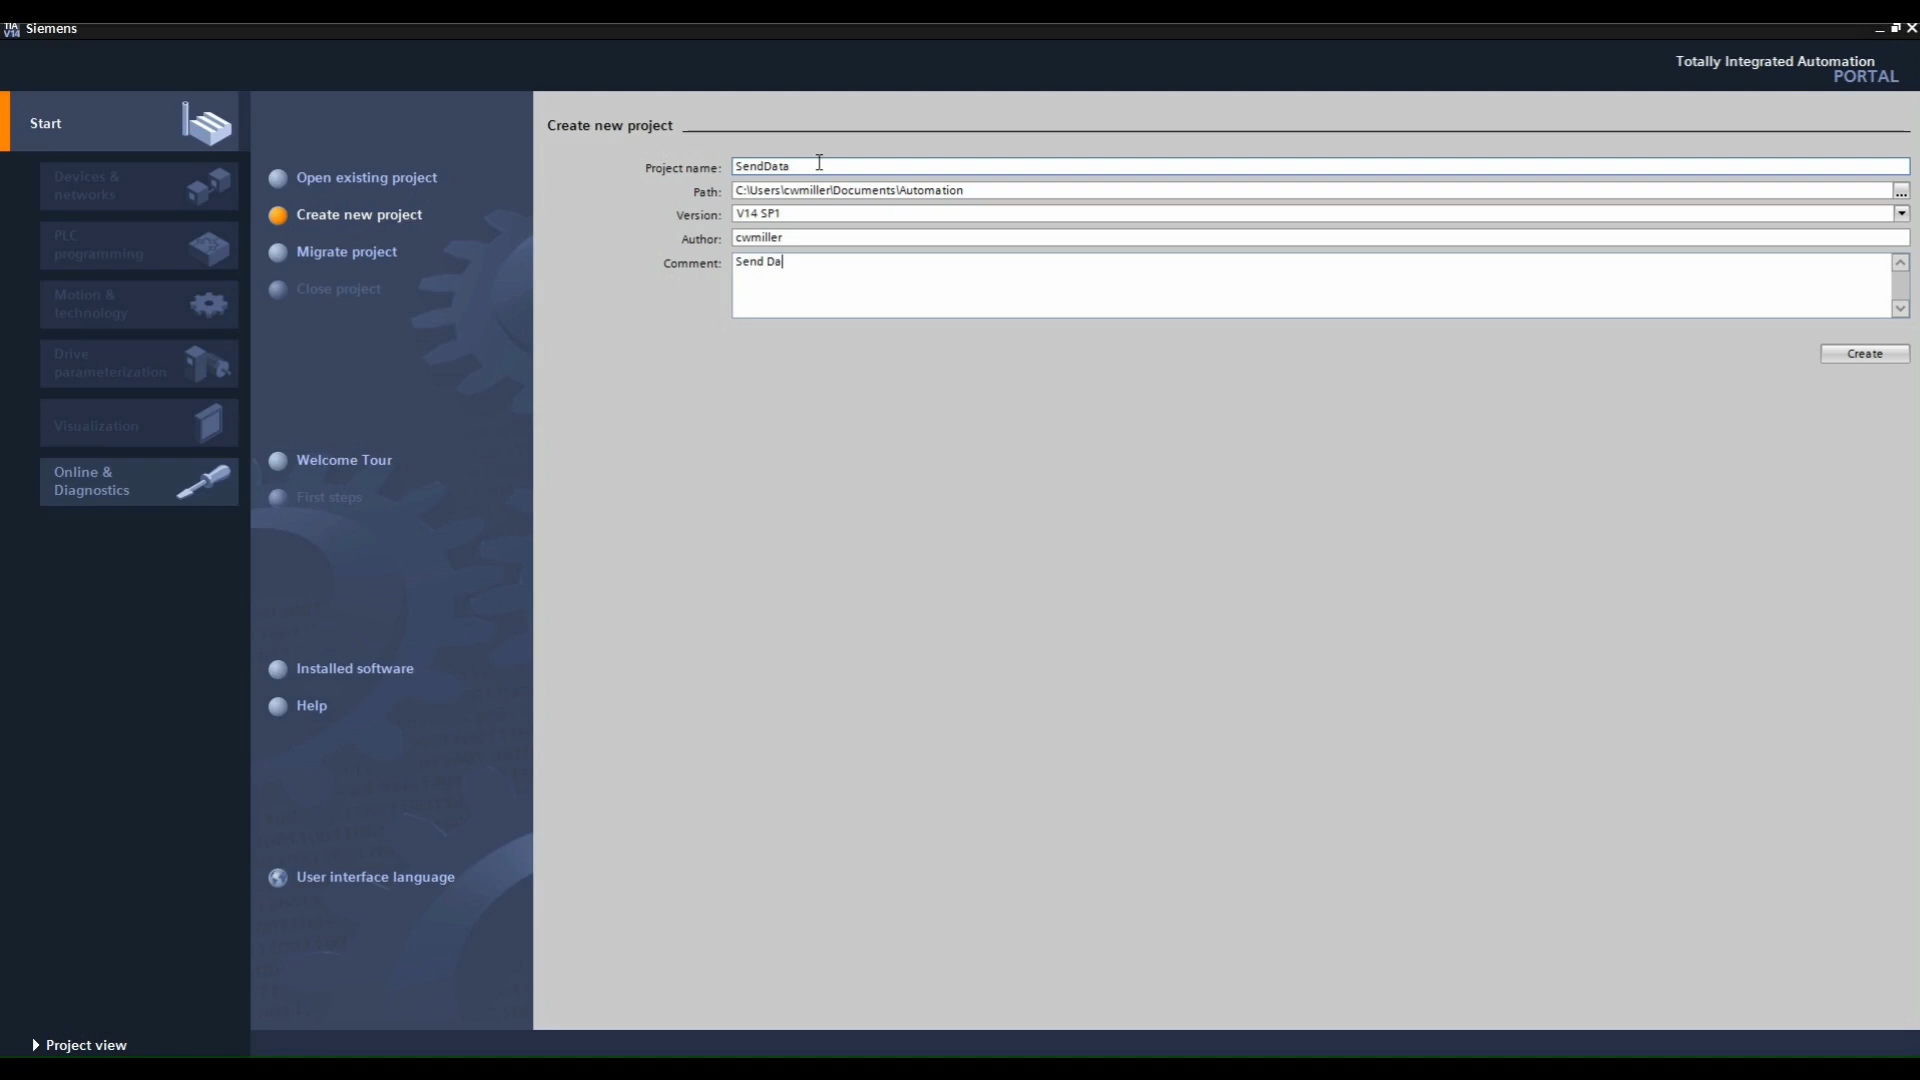 TIA
V14
Siemens
Totally Integrated Automation
PORTAL
Start
Devices &
networks
PLC
programming
Motion &
technology
Drive
parameterization
Visualization
Online &
Diagnostics
Open existing project
Create new project
Migrate project
Close project
Welcome Tour
First steps
Installed software
Help
User interface language
Create new project
Project name: SendData
Path: C:\Users\cwmiller\Documents\Automation
...
Version: V14 SP1
Author: cwmiller
Comment: Send Da
Create
Project view